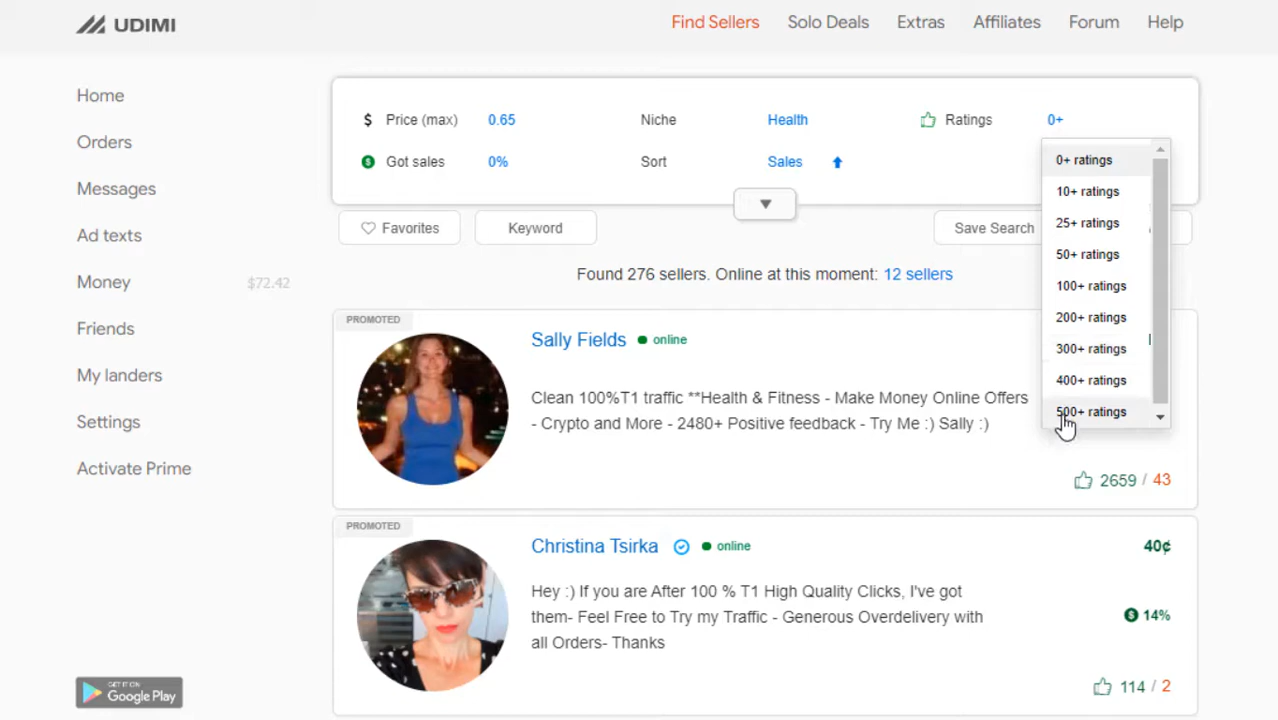 UDIMI
Find Sellers
Solo Deals
Extras
Affiliates
Forum
Help
Home
Orders
Messages
Ad texts
Money
$72.42
Friends
My landers
Settings
Activate Prime
GET IT ON
Google Play
$ Price (max) 0.65
Niche Health
Ratings 0+
$ Got sales 0%
Sort Sales
0+ ratings
10+ ratings
25+ ratings
50+ ratings
100+ ratings
200+ ratings
300+ ratings
400+ ratings
500+ ratings
Favorites
Keyword
Save Search
Found 276 sellers. Online at this moment: 12 sellers
PROMOTED
Sally Fields online
Clean 100%T1 traffic **Health & Fitness - Make Money Online Offers
- Crypto and More - 2480+ Positive feedback - Try Me :) Sally :)
2659 / 43
PROMOTED
Christina Tsirka online
40¢
Hey :) If you are After 100 % T1 High Quality Clicks, I've got
them- Feel Free to Try my Traffic - Generous Overdelivery with
all Orders- Thanks
$ 14%
114 / 2